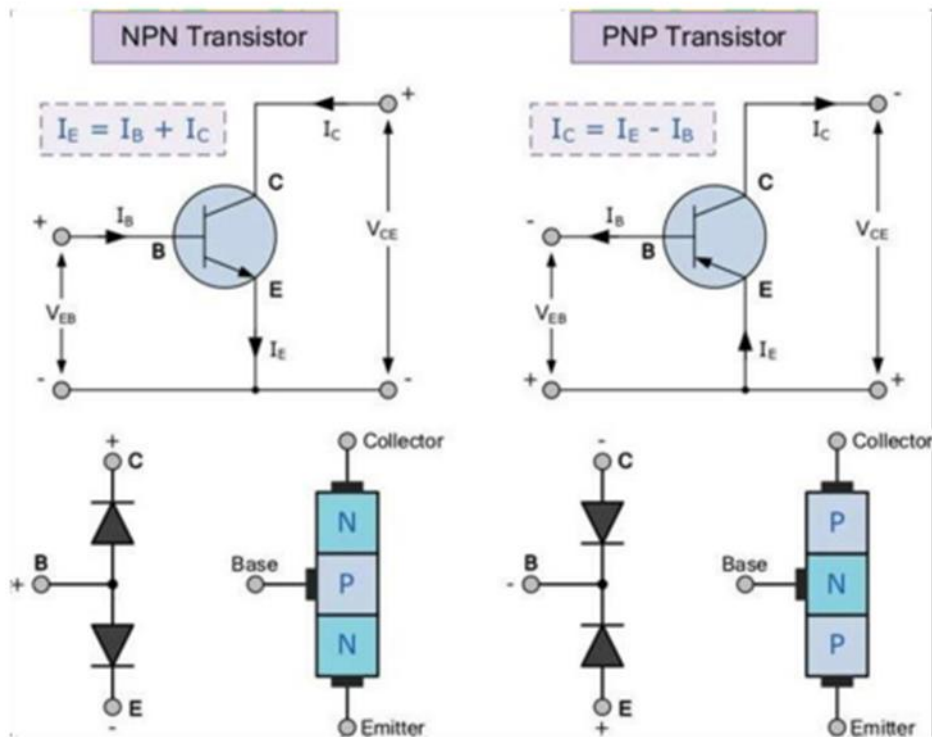 NPN Transistor
PNP Transistor
+
I_C
I_E = I_B + I_C
C
+
I_B
B
V_CE
E
V_EB
I_E
-
-
-
I_C
I_C = I_E - I_B
C
-
I_B
B
V_CE
E
V_EB
I_E
+
+
+
C
B
+
E
-
Collector
N
Base
P
N
Emitter
-
C
B
-
E
+
Collector
P
Base
N
P
Emitter